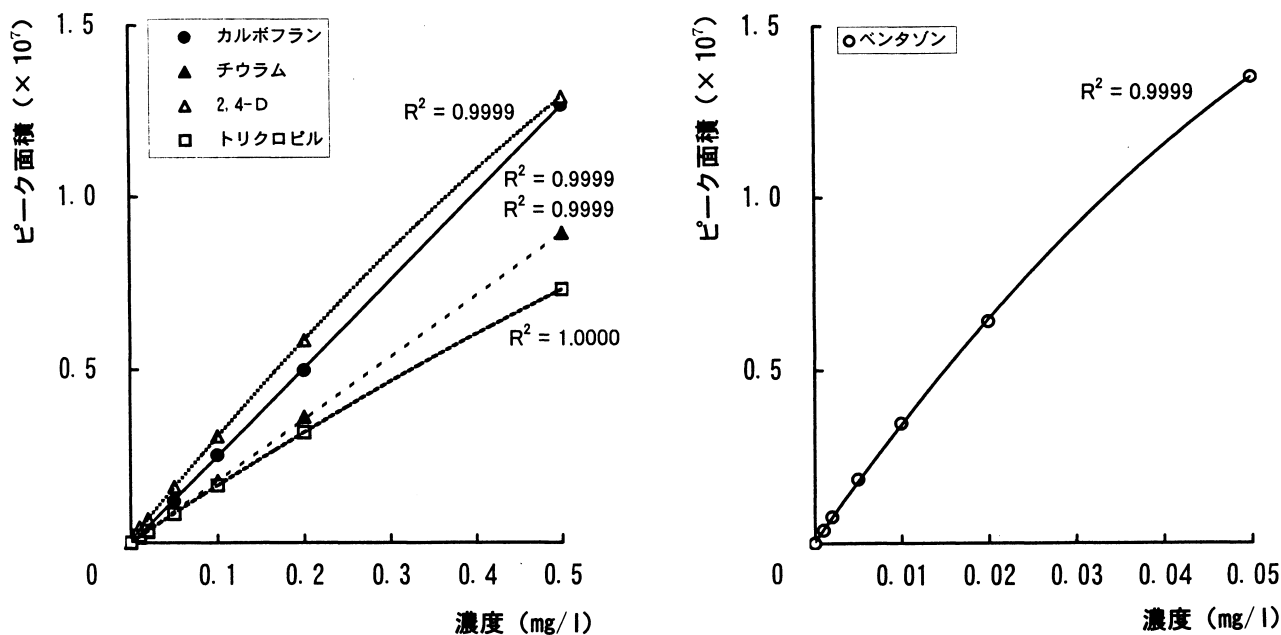 1. 5
1. 0
0. 5
0
ピーク面積 (× 10⁷)
● カルボフラン
▲ チウラム
△ 2, 4-D
□ トリクロピル
R² = 0.9999
R² = 0.9999
R² = 0.9999
R² = 1.0000
0. 1 0. 2 0. 3 0. 4 0. 5
濃度 (mg/l)
1. 5
1. 0
0. 5
0
ピーク面積 (× 10⁷)
○ベンタゾン
R² = 0.9999
0. 01 0. 02 0. 03 0. 04 0. 05
濃度 (mg/l)